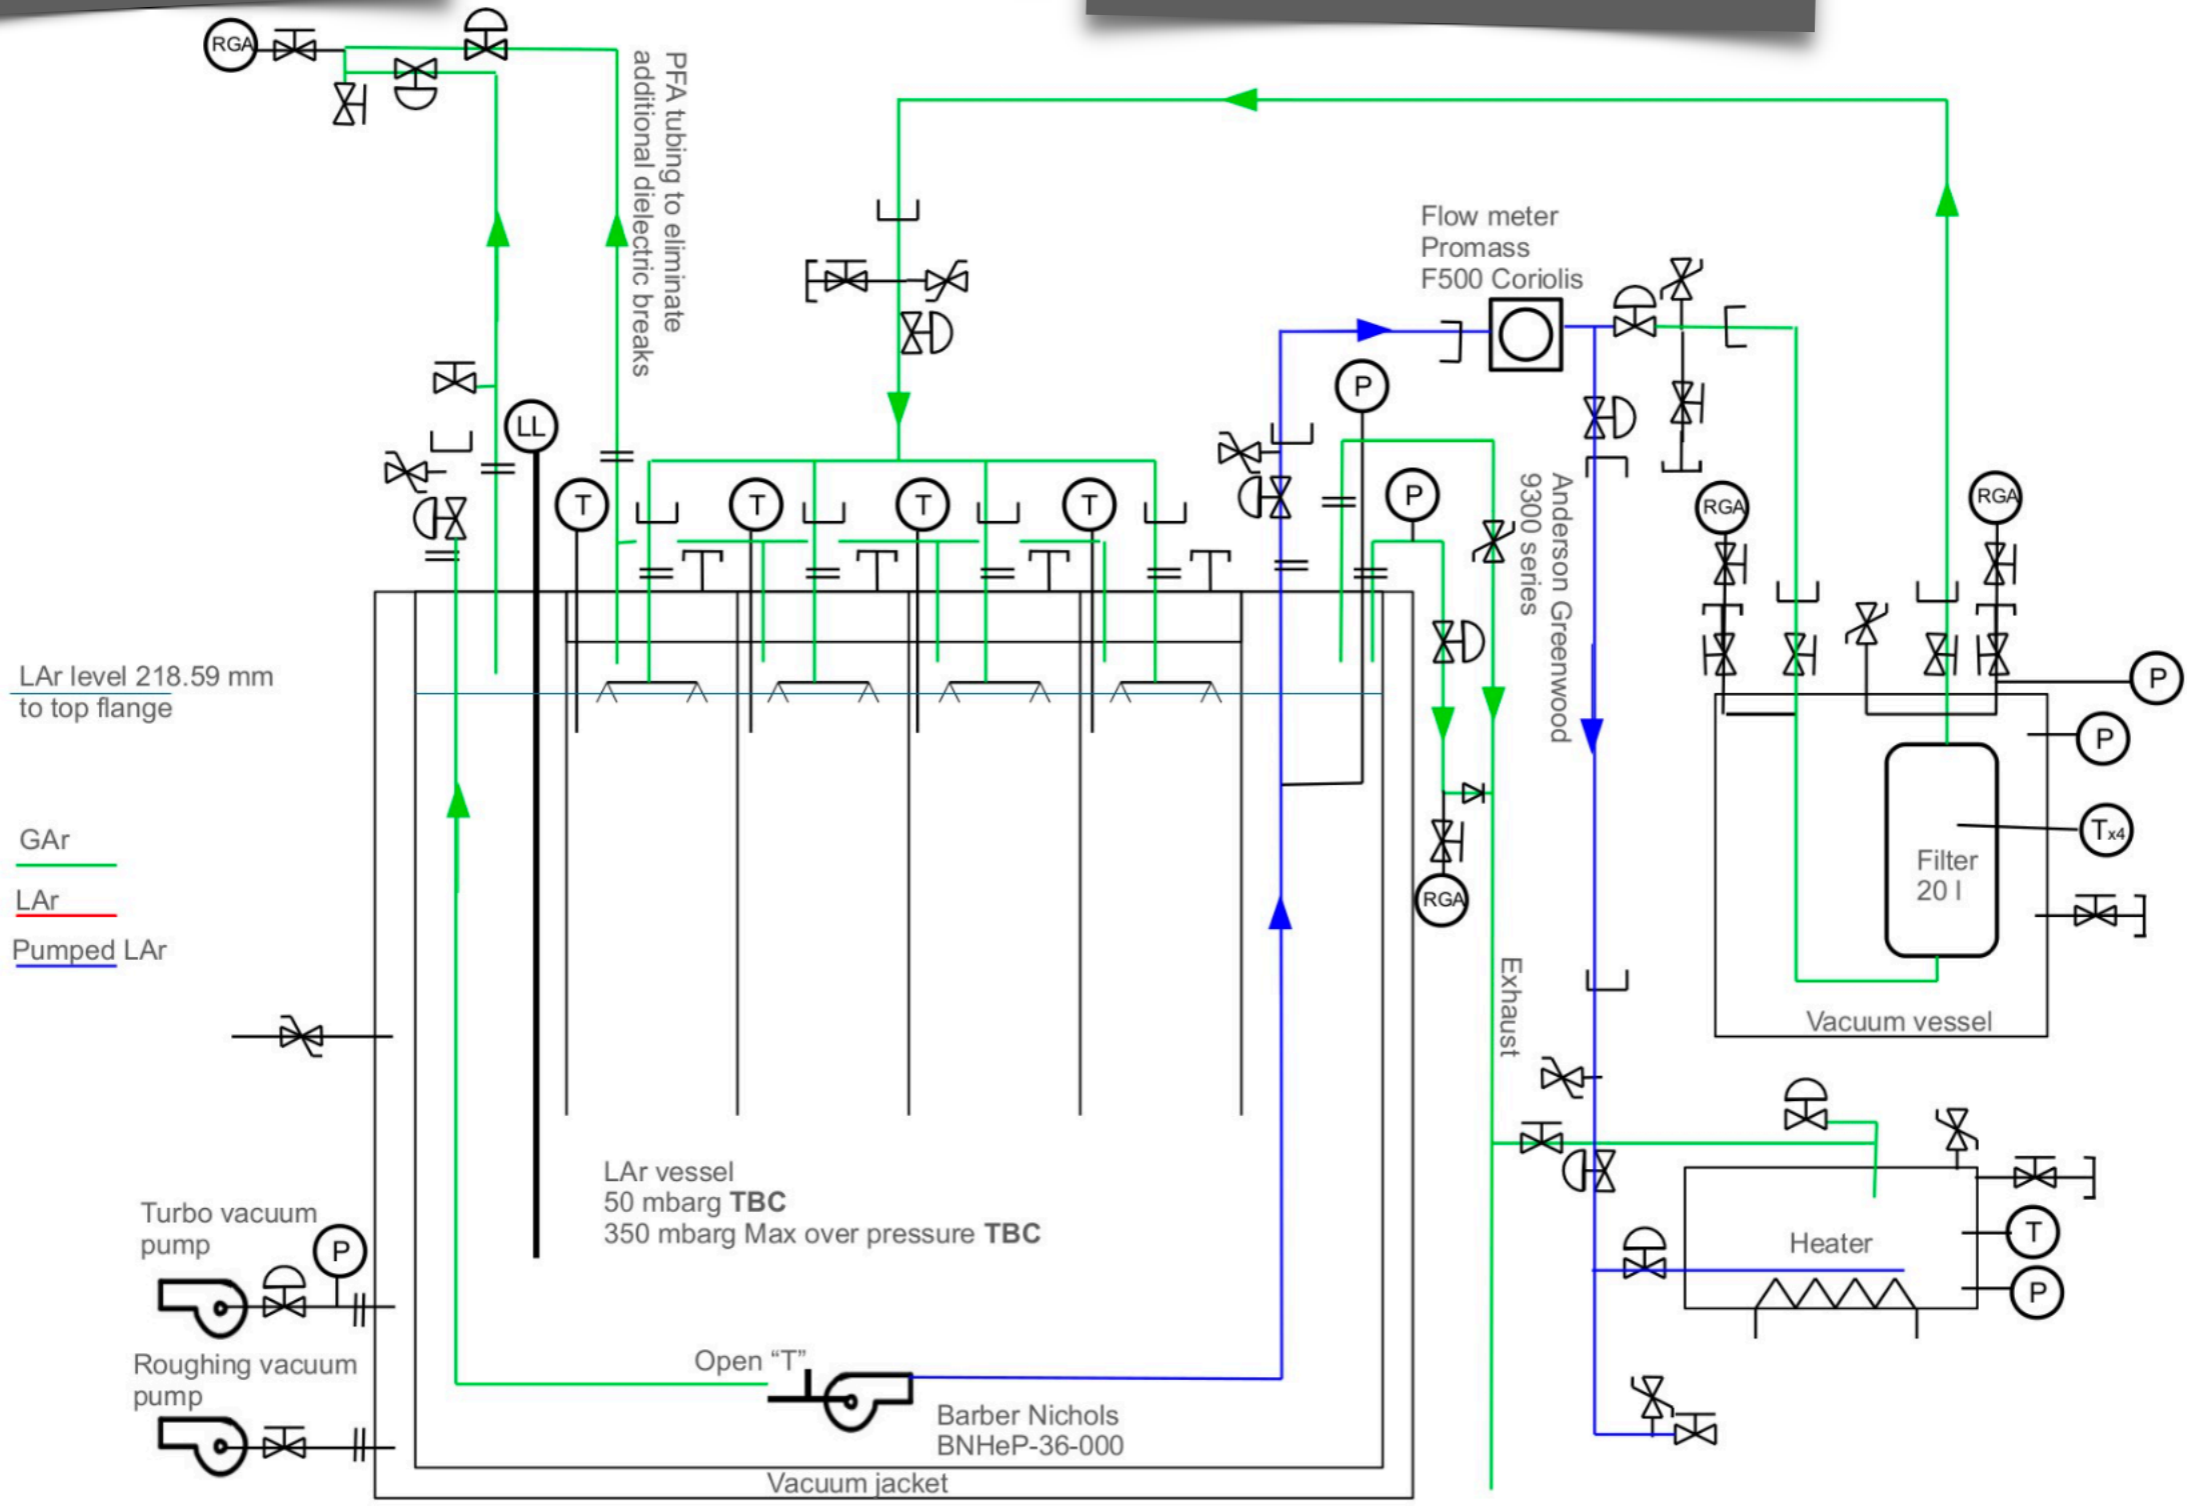 RGA
PFA tubing to eliminate
additional dielectric breaks
Flow meter
Promass
F500 Coriolis
P
LL
T
T
T
T
P
Anderson Greenwood
9300 series
RGA
RGA
LAr level 218.59 mm
to top flange
P
P
GAr
LAr
Pumped LAr
Tx4
Filter
20 l
RGA
Exhaust
Vacuum vessel
LAr vessel
50 mbarg TBC
350 mbarg Max over pressure TBC
Turbo vacuum
pump
P
Heater
T
P
Roughing vacuum
pump
Open “T”
Barber Nichols
BNHeP-36-000
Vacuum jacket